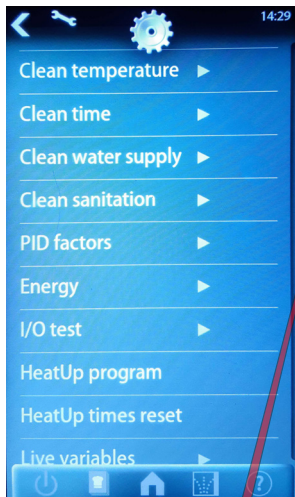 14:29
Clean temperature
Clean time
Clean water supply
Clean sanitation
PID factors
Energy
I/O test
HeatUp program
HeatUp times reset
Live variables
?